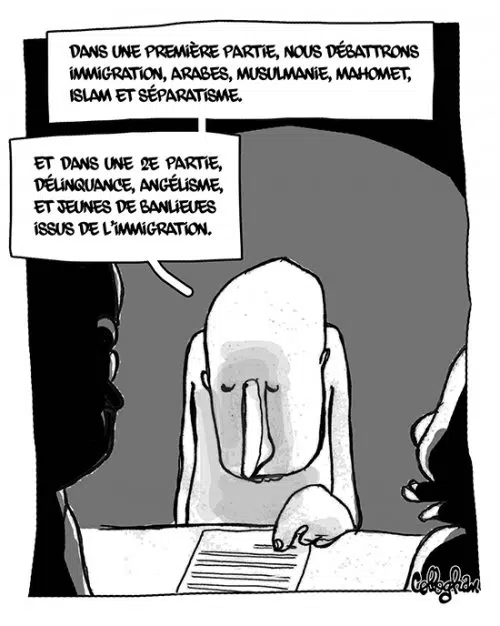 DANS UNE PREMIÈRE PARTIE, NOUS DÉBATTRONS
IMMIGRATION, ARABES, MUSULMANIE, MAHOMET,
ISLAM ET SÉPARATISME.
ET DANS UNE 2E PARTIE,
DÉLINQUANCE, ANGÉLISME,
ET JEUNES DE BANLIEUES
ISSUS DE L'IMMIGRATION.